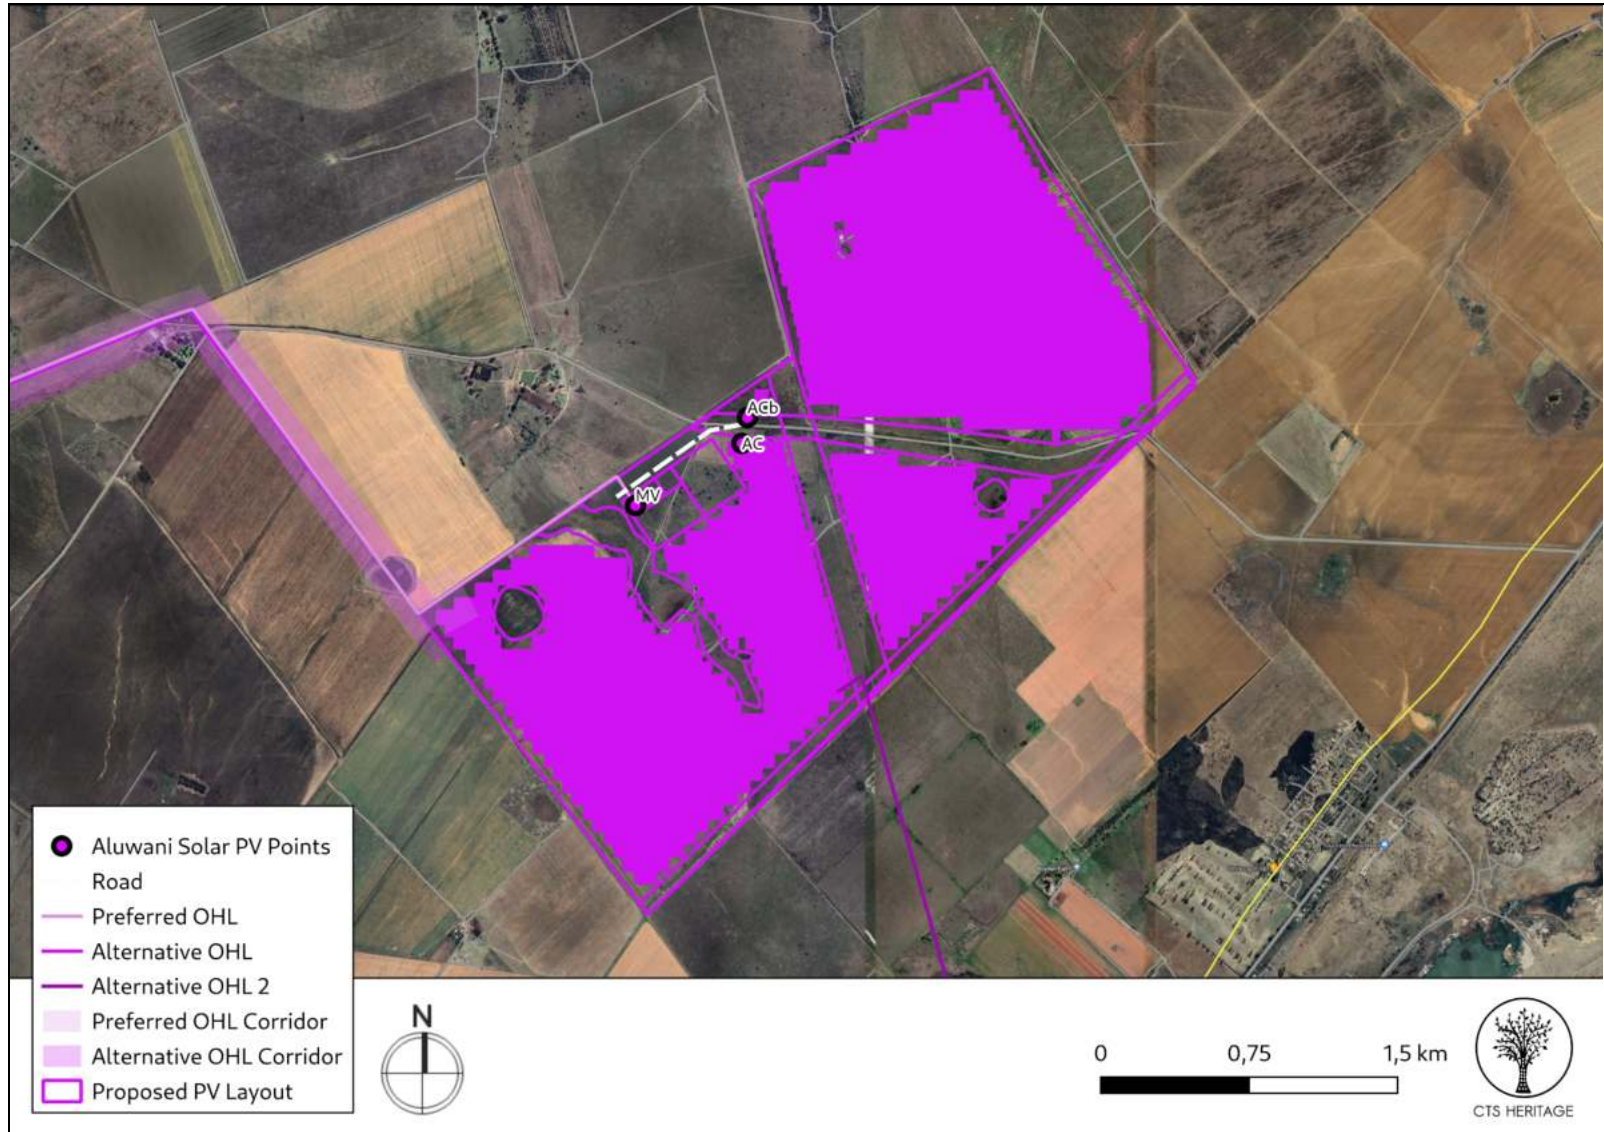 ACb
AC
MV
Aluwani Solar PV Points
Road
Preferred OHL
Alternative OHL
Alternative OHL 2
Preferred OHL Corridor
Alternative OHL Corridor
Proposed PV Layout
N
0 0,75 1,5 km
CTS HERITAGE